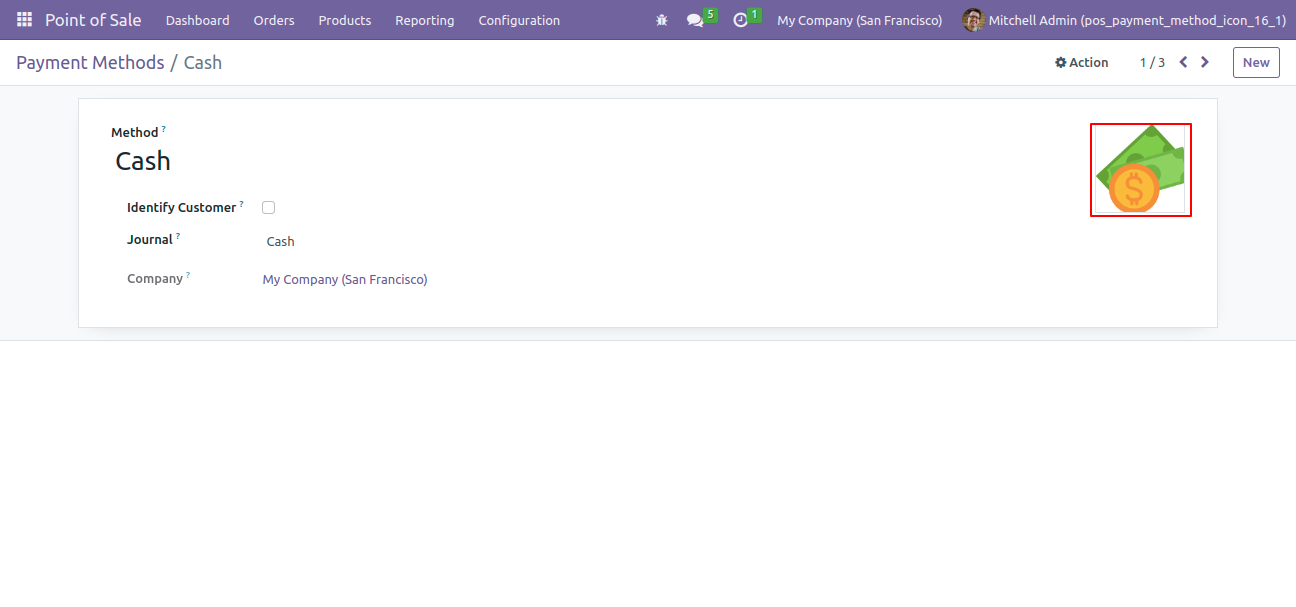 Point of Sale Dashboard Orders Products Reporting Configuration 5 1 My Company (San Francisco) Mitchell Admin (pos_payment_method_icon_16_1)
Payment Methods / Cash Action 1 / 3 New
Method ?
Cash
Identify Customer ?
Journal ? Cash
Company ? My Company (San Francisco)
$